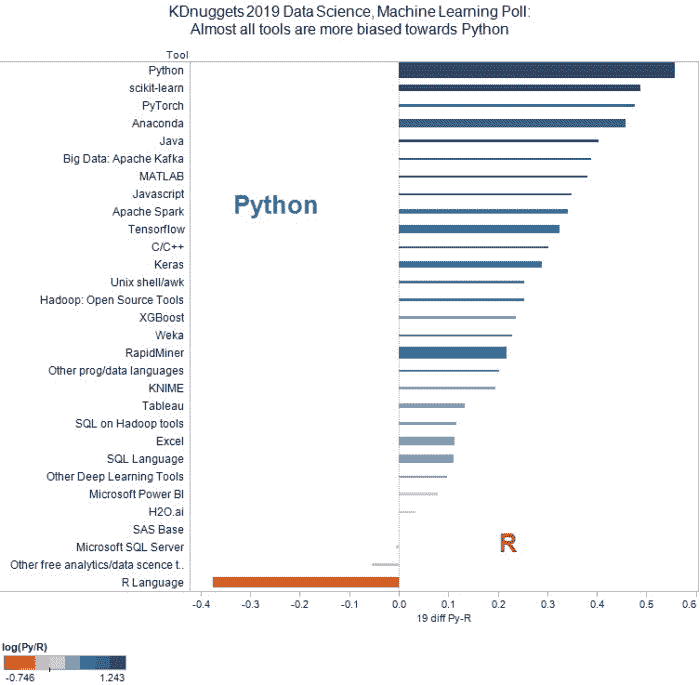 KDnuggets 2019 Data Science, Machine Learning Poll:
Almost all tools are more biased towards Python
Tool
Python
scikit-learn
PyTorch
Anaconda
Java
Big Data: Apache Kafka
MATLAB
Javascript
Python
Apache Spark
Tensorflow
C/C++
Keras
Unix shell/awk
Hadoop: Open Source Tools
XGBoost
Weka
RapidMiner
Other prog/data languages
KNIME
Tableau
SQL on Hadoop tools
Excel
SQL Language
Other Deep Learning Tools
Microsoft Power BI
H2O.ai
SAS Base
R
Microsoft SQL Server
Other free analytics/data scence t..
R Language
-0.4 -0.3 -0.2 -0.1 0.0 0.1 0.2 0.3 0.4 0.5 0.6
19 diff Py-R
log(Py/R)
-0.746 1.243